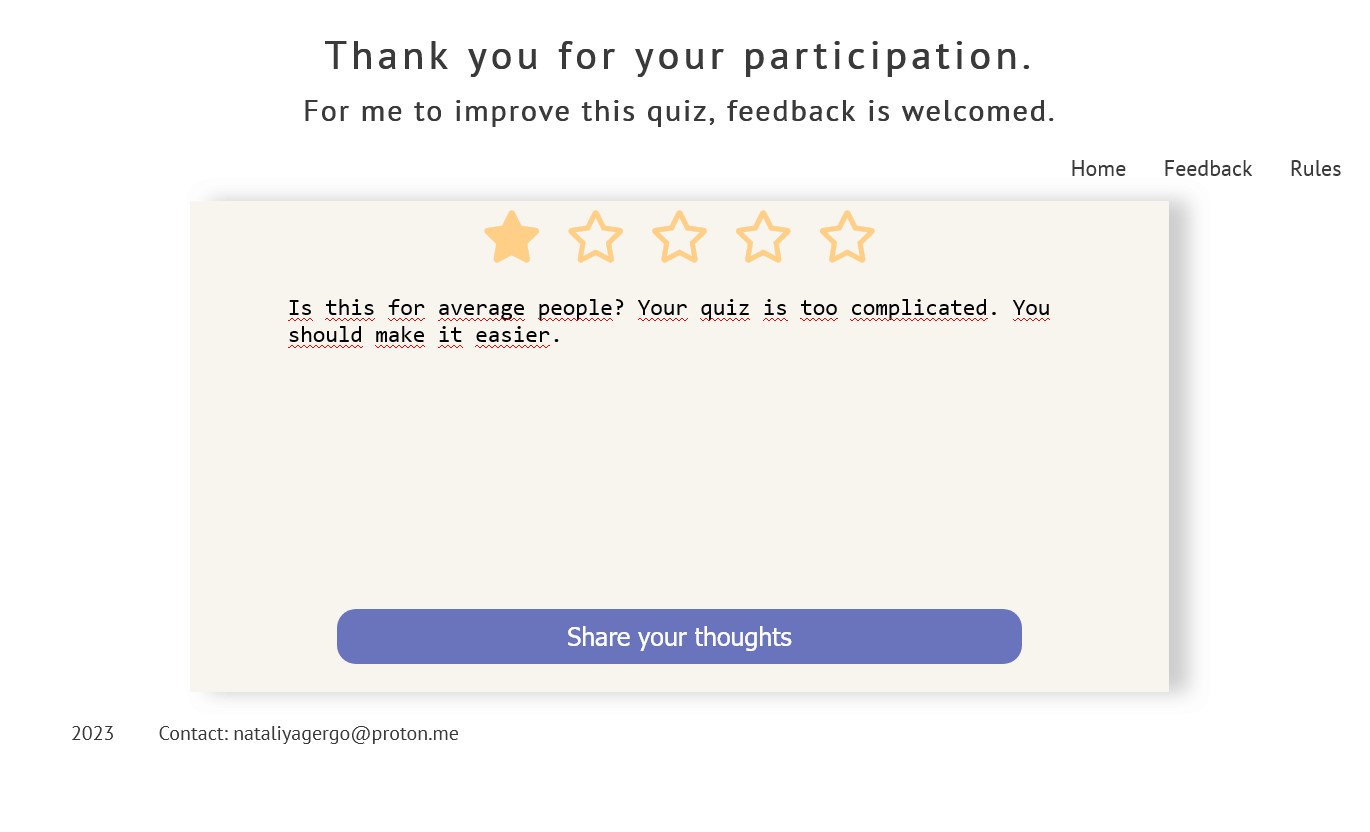 Thank you for your participation.
For me to improve this quiz, feedback is welcomed.
Home Feedback Rules
Is this for average people? Your quiz is too complicated. You
should make it easier.
Share your thoughts
2023 Contact: nataliyagergo@proton.me